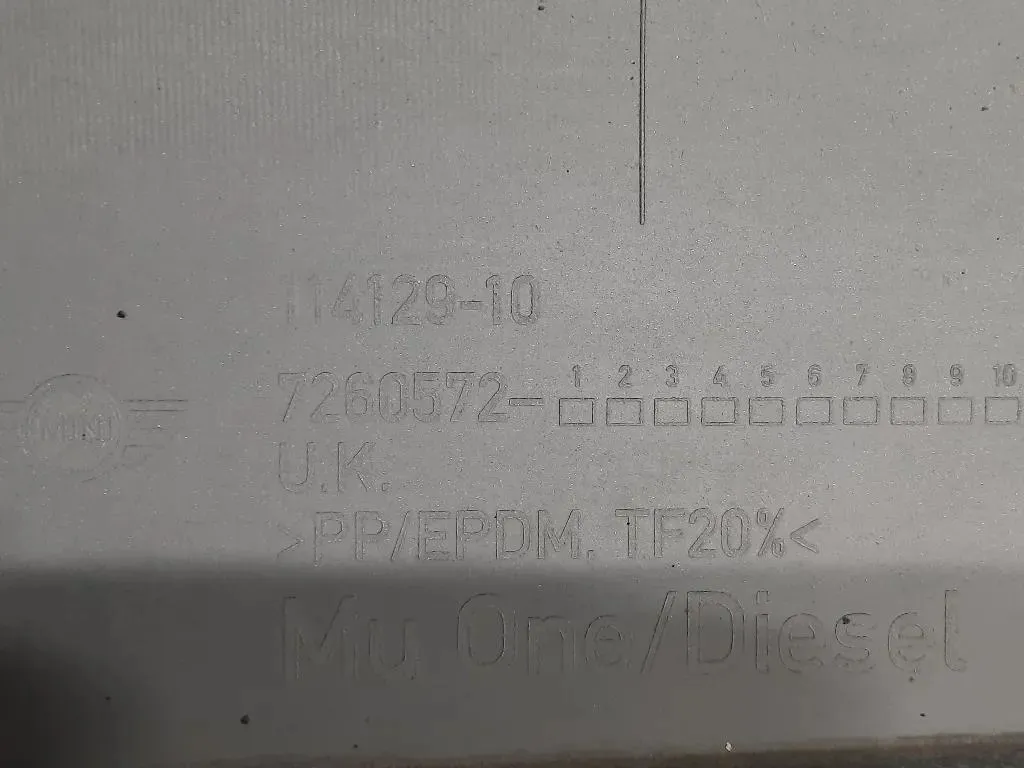 114129-10
1 2 3 4 5 6 7 8 9 10
7260572-
MINI
U.K.
>PP/EPDM, TF20%<
Mu One/Diesel